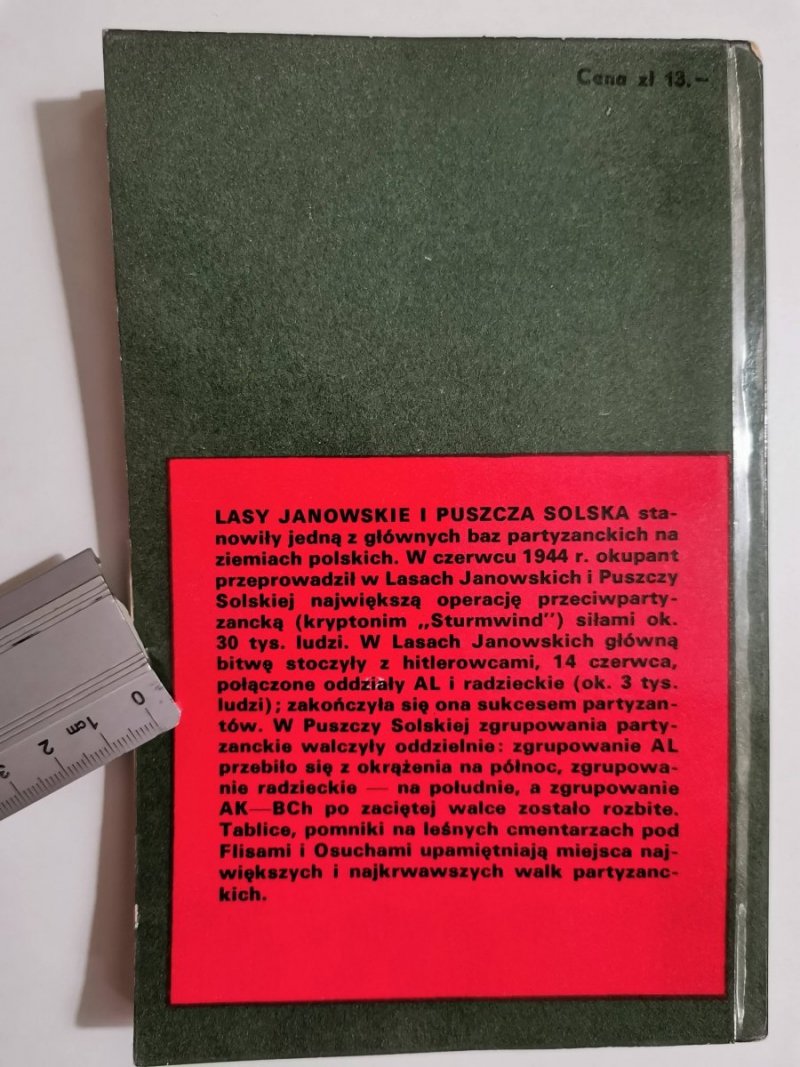 Cena zł 13.—
LASY JANOWSKIE I PUSZCZA SOLSKA sta-
nowiły jedną z głównych baz partyzanckich na
ziemiach polskich. W czerwcu 1944 r. okupant
przeprowadził w Lasach Janowskich i Puszczy
Solskiej największą operację przeciwparty-
zancką (kryptonim „Sturmwind") siłami ok.
30 tys. ludzi. W Lasach Janowskich główną
bitwę stoczyły z hitlerowcami, 14 czerwca,
połączone oddziały AL i radzieckie (ok. 3 tys.
ludzi); zakończyła się ona sukcesem partyzan-
tów. W Puszczy Solskiej zgrupowania party-
zanckie walczyły oddzielnie: zgrupowanie AL
przebiło się z okrążenia na północ, zgrupowa-
nie radzieckie — na południe, a zgrupowanie
AK—BCh po zaciętej walce zostało rozbite.
Tablice, pomniki na leśnych cmentarzach pod
Flisami i Osuchami upamiętniają miejsca naj-
większych i najkrwawszych walk partyzanc-
kich.
0
1cm
2
3